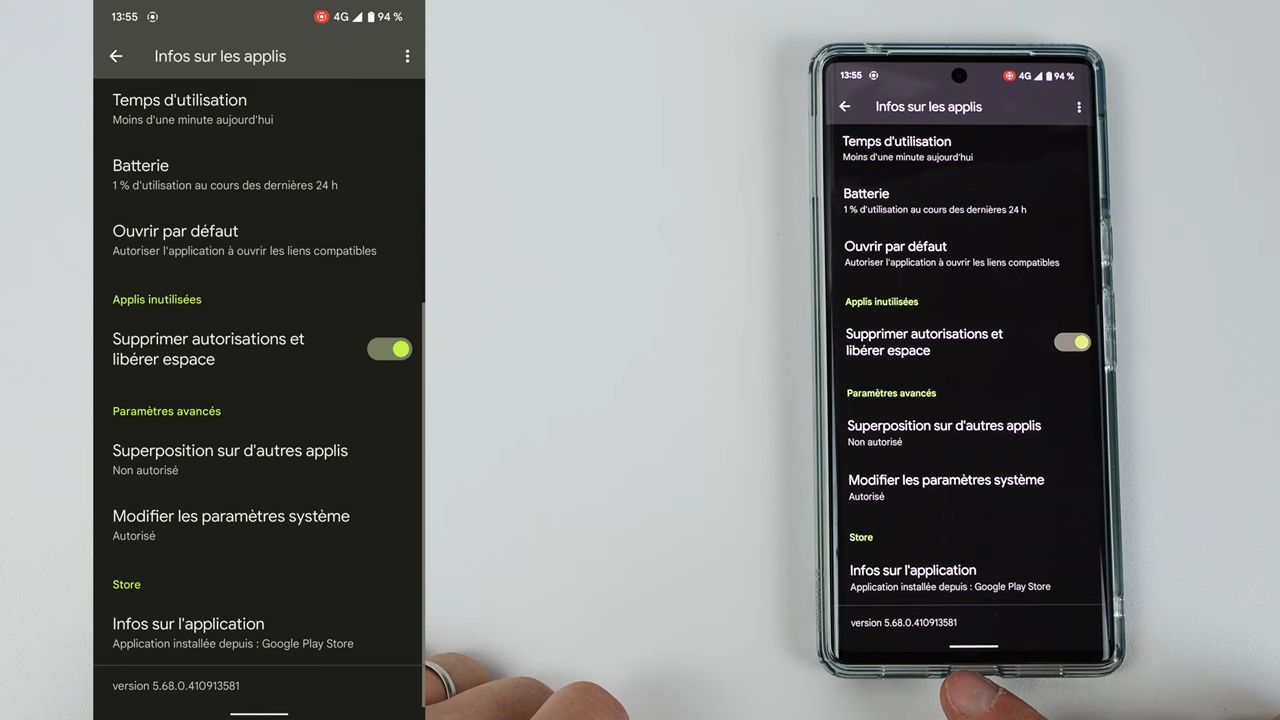 13:55
4G
94 %
Infos sur les applis
Temps d'utilisation
Moins d'une minute aujourd'hui
Batterie
1 % d'utilisation au cours des dernières 24 h
Ouvrir par défaut
Autoriser l'application à ouvrir les liens compatibles
Applis inutilisées
Supprimer autorisations et
libérer espace
Paramètres avancés
Superposition sur d'autres applis
Non autorisé
Modifier les paramètres système
Autorisé
Store
Infos sur l'application
Application installée depuis : Google Play Store
version 5.68.0.410913581
13:55
4G
94 %
Infos sur les applis
Temps d'utilisation
Moins d'une minute aujourd'hui
Batterie
1 % d'utilisation au cours des dernières 24 h
Ouvrir par défaut
Autoriser l'application à ouvrir les liens compatibles
Applis inutilisées
Supprimer autorisations et
libérer espace
Paramètres avancés
Superposition sur d'autres applis
Non autorisé
Modifier les paramètres système
Autorisé
Store
Infos sur l'application
Application installée depuis : Google Play Store
version 5.68.0.410913581